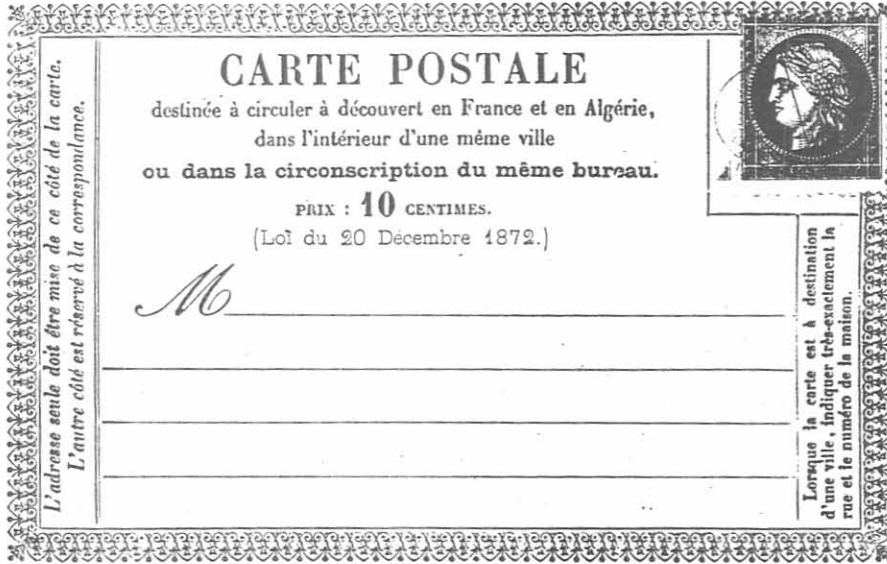 CARTE POSTALE
destinée à circuler à découvert en France et en Algérie,
dans l'intérieur d'une même ville
ou dans la circonscription du même bureau.
PRIX : 10 CENTIMES.
(Loi du 20 Décembre 1872.)
M
L'adresse seule doit être mise de ce côté de la carte.
L'autre côté est réservé à la correspondance.
Lorsque la carte est à destination
d'une ville, indiquer très-exactement la
rue et le numéro de la maison.